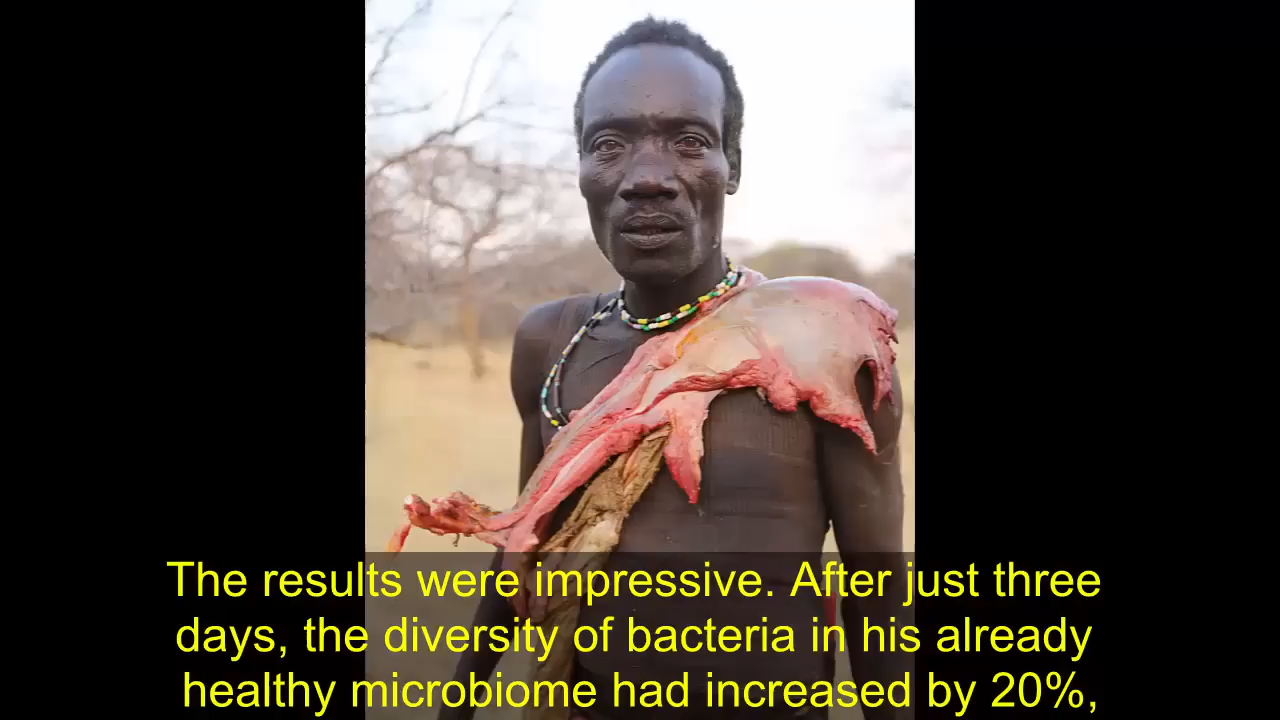 The results were impressive. After just three
days, the diversity of bacteria in his already
healthy microbiome had increased by 20%,